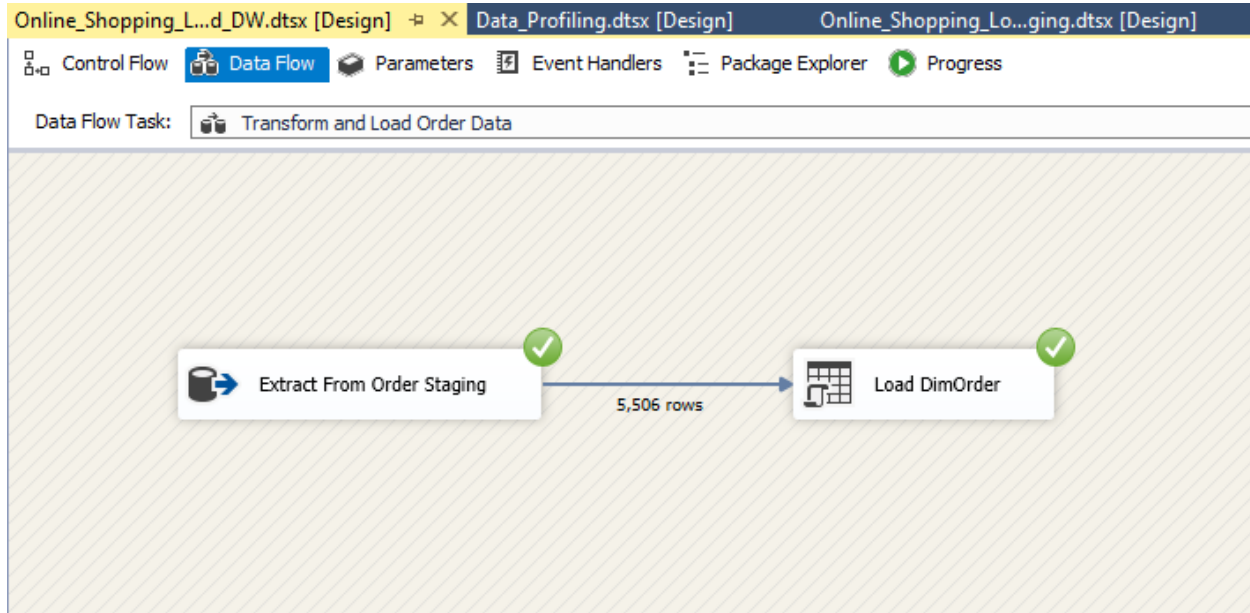 Online_Shopping_L...d_DW.dtsx [Design] Data_Profiling.dtsx [Design] Online_Shopping_Lo...ging.dtsx [Design]
Control Flow Data Flow Parameters Event Handlers Package Explorer Progress
Data Flow Task: Transform and Load Order Data
Extract From Order Staging
5,506 rows
Load DimOrder